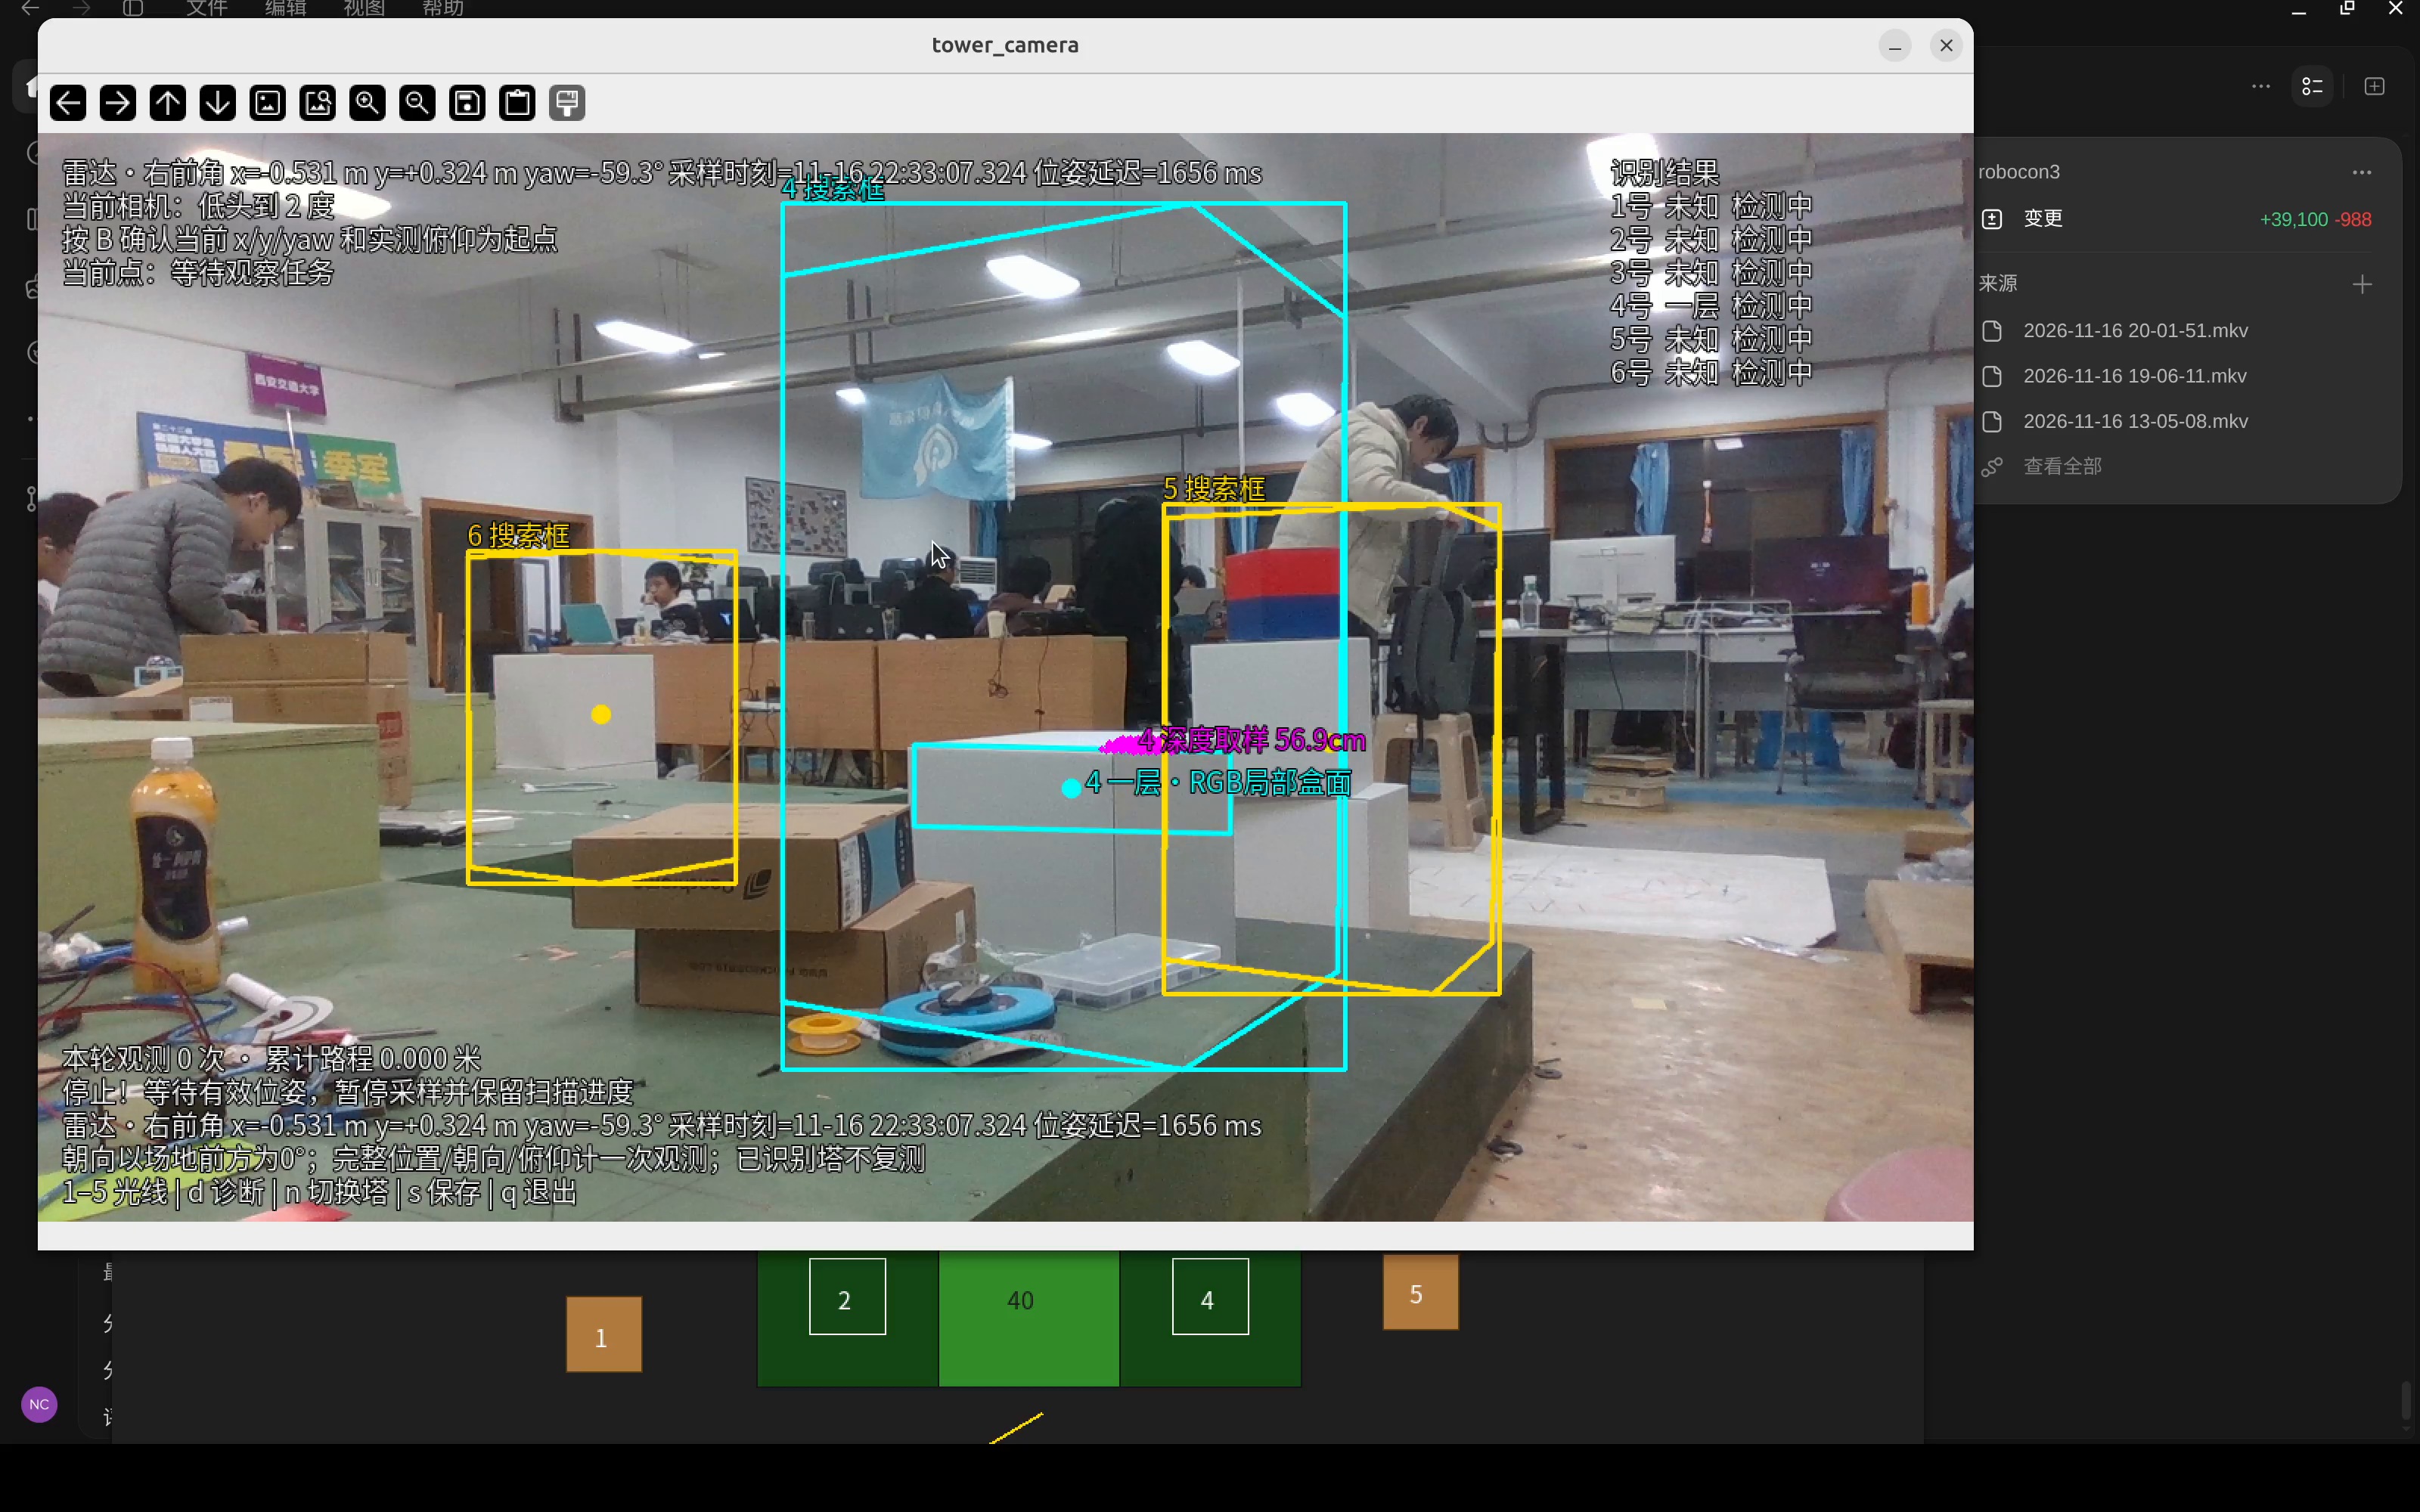 文件 编辑 视图 帮助
tower_camera
雷达·右前角 x=-0.531 m y=+0.324 m yaw=-59.3° 采样时刻=11-16 22:33:07.324 位姿延迟=1656 ms
当前相机：低头到 2 度
按 B 确认当前 x/y/yaw 和实测俯仰为起点
当前点：等待观察任务
识别结果
1号 未知 检测中
2号 未知 检测中
3号 未知 检测中
4号 一层 检测中
5号 未知 检测中
6号 未知 检测中
4 搜索框
西安交通大学
季军
5 搜索框
6 搜索框
4 深度取样 56.9cm
4 一层·RGB局部盒面
本轮观测 0 次 · 累计路程 0.000 米
停止！等待有效位姿，暂停采样并保留扫描进度
雷达·右前角 x=-0.531 m y=+0.324 m yaw=-59.3° 采样时刻=11-16 22:33:07.324 位姿延迟=1656 ms
朝向以场地前方为0°；完整位置/朝向/俯仰计一次观测；已识别塔不复测
1-5 光线 | d 诊断 | n 切换塔 | s 保存 | q 退出
robocon3
变更 +39,100 -988
来源
2026-11-16 20-01-51.mkv
2026-11-16 19-06-11.mkv
2026-11-16 13-05-08.mkv
查看全部
1
2
40
4
5
NC